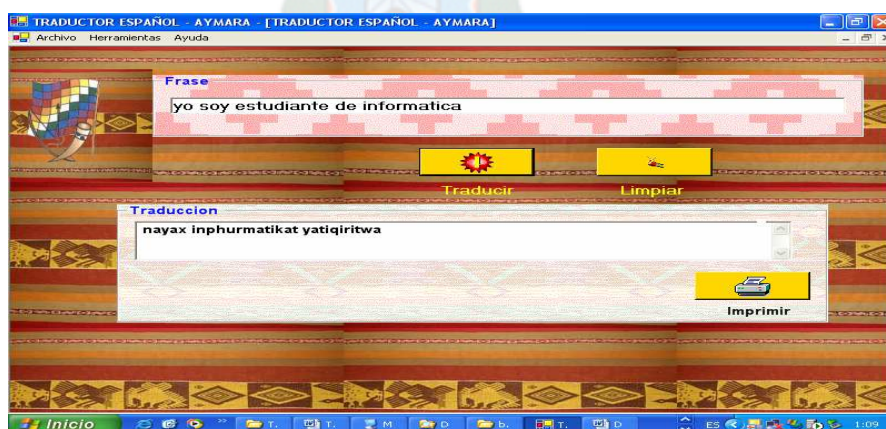 TRADUCTOR ESPAÑOL - AYMARA - [TRADUCTOR ESPAÑOL - AYMARA]
Archivo Herramientas Ayuda
Frase
yo soy estudiante de informatica
Traducir Limpiar
Traduccion
nayax inphurmatikat yatiqiritwa
Imprimir
Inicio T. T. M D b. T. D ES 1:09